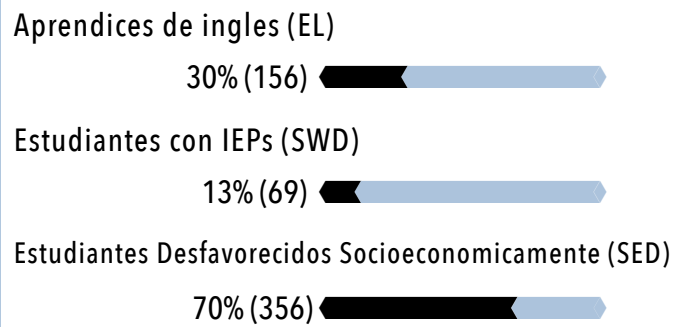 Aprendices de ingles (EL)
30% (156)
Estudiantes con IEPs (SWD)
13% (69)
Estudiantes Desfavorecidos Socioeconomicamente (SED)
70% (356)